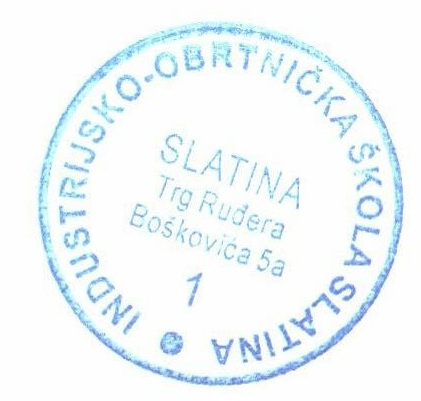 INDUSTRIJSKO-OBRTNIČKA ŠKOLA SLATINA
SLATINA
Trg Ruđera
Boškovića 5a
1